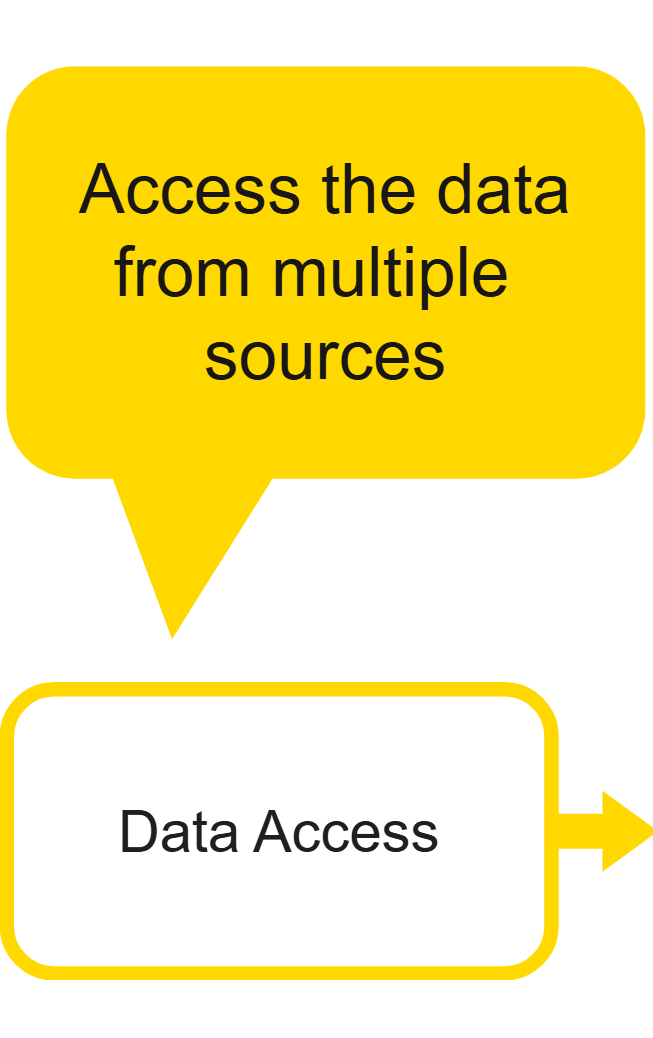 Access the data
from multiple
sources
Data Access